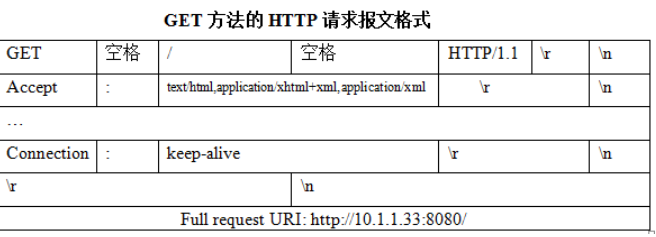 GET 方法的 HTTP 请求报文格式
GET 空格 / 空格 HTTP/1.1 \r \n
Accept : text/html,application/xhtml+xml,application/xml \r \n
…
Connection : keep-alive \r \n
\r \n
Full request URI: http://10.1.1.33:8080/